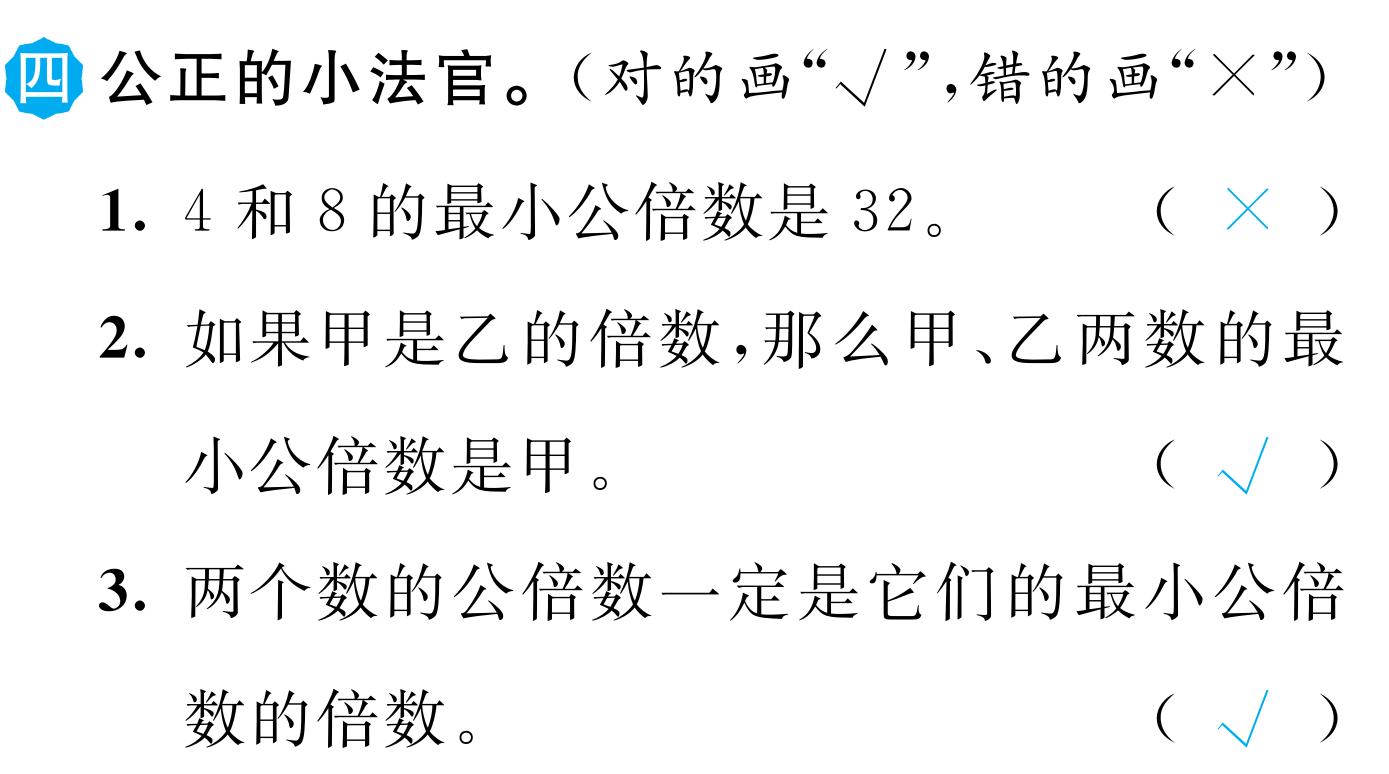 四 公正的小法官。(对的画“√”,错的画“×”)
1. 4 和 8 的最小公倍数是 32。 ( × )
2. 如果甲是乙的倍数,那么甲、乙两数的最
小公倍数是甲。 ( √ )
3. 两个数的公倍数一定是它们的最小公倍
数的倍数。 ( √ )